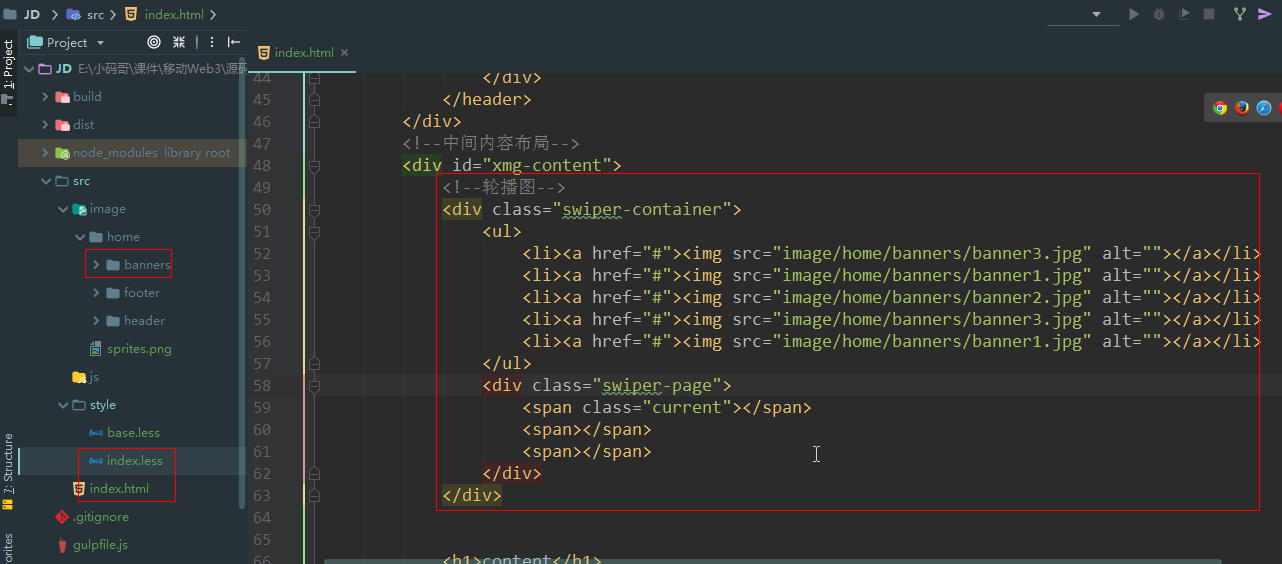 JD src index.html
Project
index.html
1: Project
JD E:\小码哥\课件\移动Web3\源码
build
dist
node_modules library root
src
image
home
banners
footer
header
sprites.png
js
style
base.less
index.less
index.html
.gitignore
gulpfile.js
7: Structure
orites
44 </div>
45 </header>
46 </div>
47 <!--中间内容布局-->
48 <div id="xmg-content">
49 <!--轮播图-->
50 <div class="swiper-container">
51 <ul>
52 <li><a href="#"><img src="image/home/banners/banner3.jpg" alt=""></a></li>
53 <li><a href="#"><img src="image/home/banners/banner1.jpg" alt=""></a></li>
54 <li><a href="#"><img src="image/home/banners/banner2.jpg" alt=""></a></li>
55 <li><a href="#"><img src="image/home/banners/banner3.jpg" alt=""></a></li>
56 <li><a href="#"><img src="image/home/banners/banner1.jpg" alt=""></a></li>
57 </ul>
58 <div class="swiper-page">
59 <span class="current"></span>
60 <span></span>
61 <span></span>
62 </div>
63 </div>
64
65
66 <h1>content</h1>